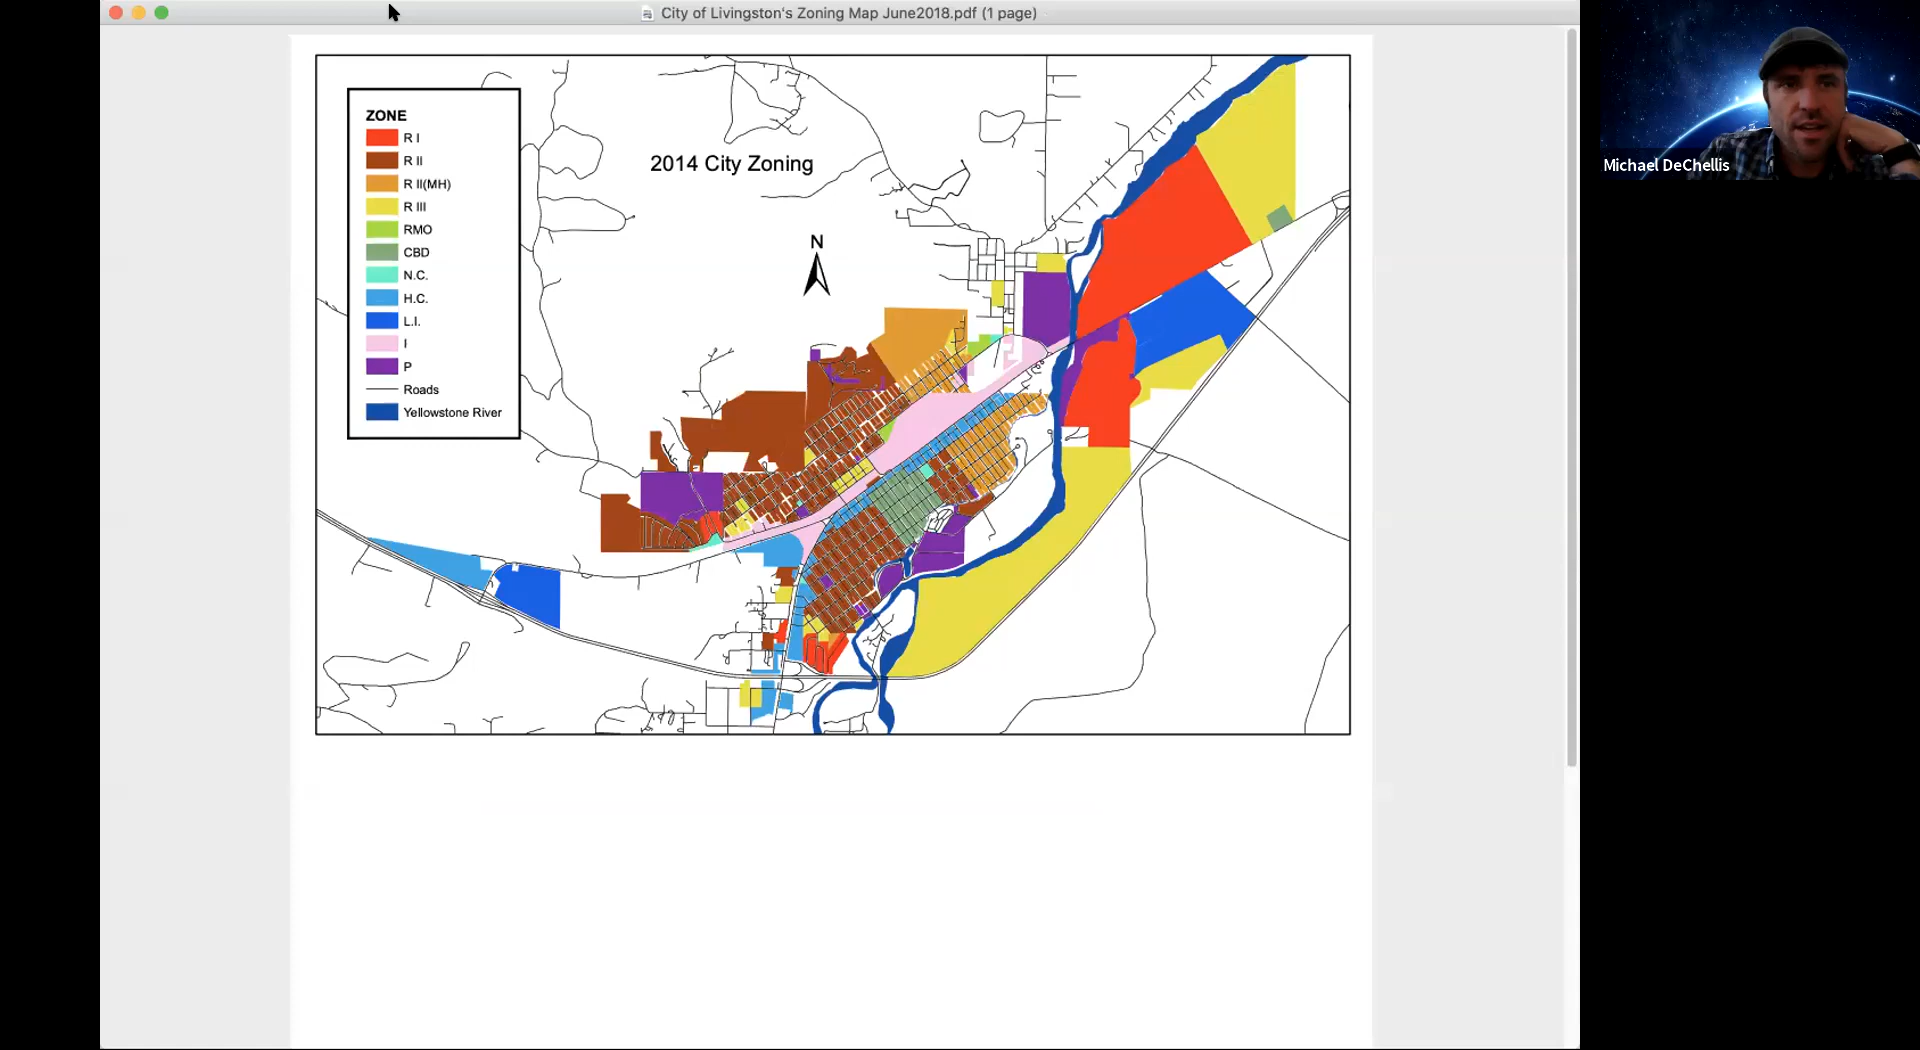 City of Livingston's Zoning Map June2018.pdf (1 page)
Michael DeChellis
2014 City Zoning
N
ZONE
R I
R II
R II(MH)
R III
RMO
CBD
N.C.
H.C.
L.I.
I
P
Roads
Yellowstone River